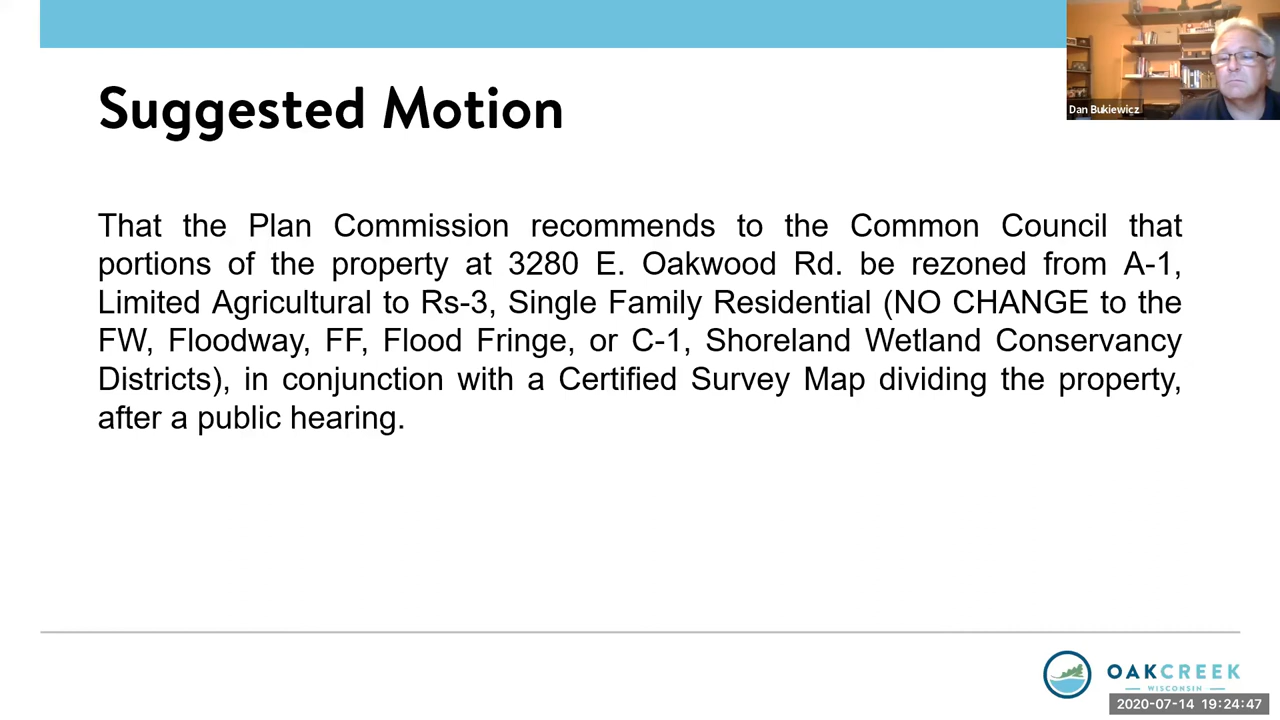 Dan Bukiewicz
Suggested Motion
That the Plan Commission recommends to the Common Council that
portions of the property at 3280 E. Oakwood Rd. be rezoned from A-1,
Limited Agricultural to Rs-3, Single Family Residential (NO CHANGE to the
FW, Floodway, FF, Flood Fringe, or C-1, Shoreland Wetland Conservancy
Districts), in conjunction with a Certified Survey Map dividing the property,
after a public hearing.
OAKCREEK
WISCONSIN
2020-07-14 19:24:47